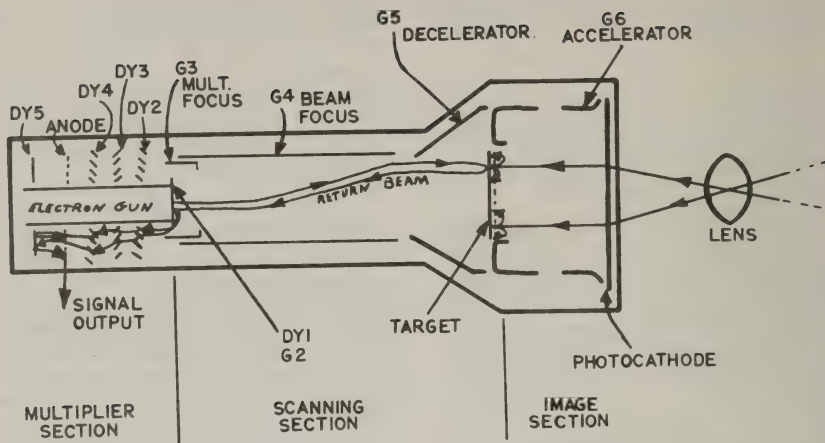 G5
DECELERATOR.
G6
ACCELERATOR
DY5
DY4
DY3
DY2
ANODE
G3
MULT.
FOCUS
G4 BEAM
FOCUS
ELECTRON GUN
RETURN BEAM
LENS
SIGNAL
OUTPUT
DY1
G2
TARGET
PHOTOCATHODE
MULTIPLIER
SECTION
SCANNING
SECTION
IMAGE
SECTION